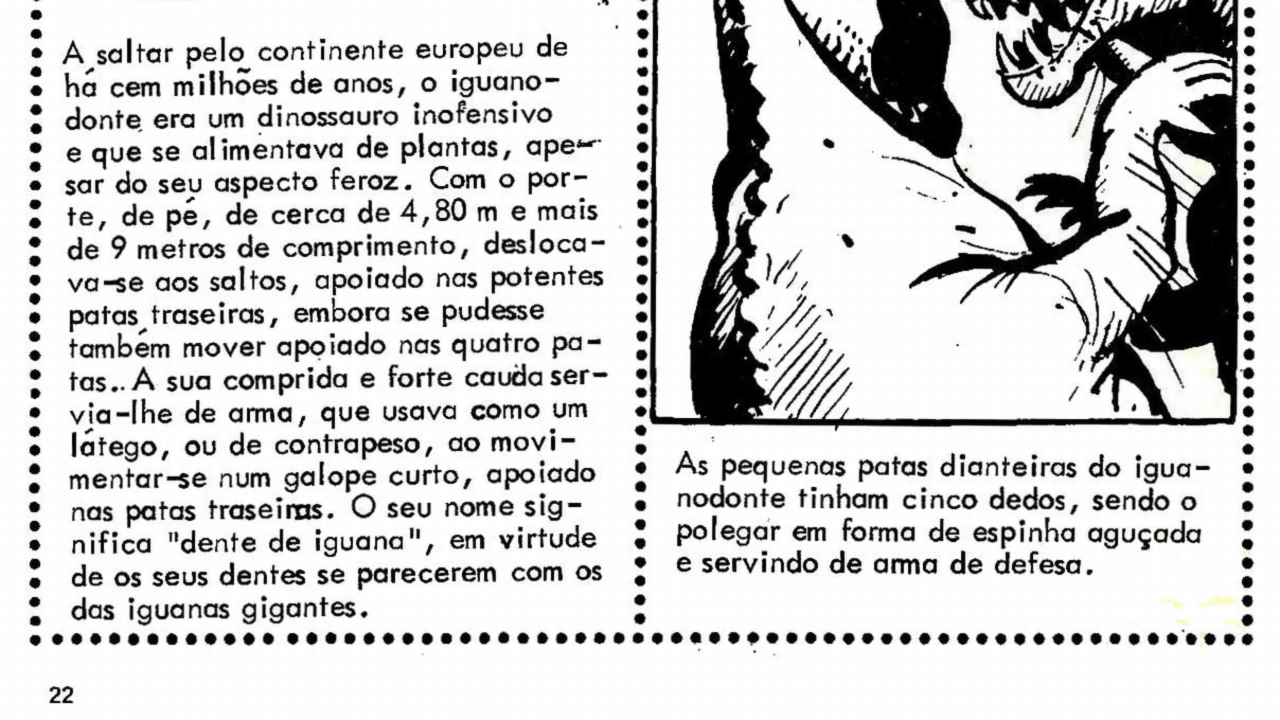 A saltar pelo continente europeu de
há cem milhões de anos, o iguano-
donte era um dinossauro inofensivo
e que se alimentava de plantas, ape-
sar do seu aspecto feroz. Com o por-
te, de pé, de cerca de 4,80 m e mais
de 9 metros de comprimento, desloca-
va-se aos saltos, apoiado nas potentes
patas traseiras, embora se pudesse
também mover apoiado nas quatro pa-
tas.. A sua comprida e forte cauda ser-
via-lhe de arma, que usava como um
látego, ou de contrapeso, ao movi-
mentar-se num galope curto, apoiado
nas patas traseiras. O seu nome sig-
nifica "dente de iguana", em virtude
de os seus dentes se parecerem com os
das iguanas gigantes.
As pequenas patas dianteiras do igua-
nodonte tinham cinco dedos, sendo o
polegar em forma de espinha aguçada
e servindo de arma de defesa.
22